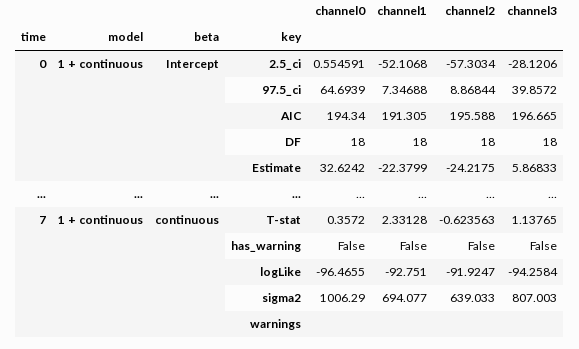 channel0 channel1 channel2 channel3
time model beta key
0 1 + continuous Intercept 2.5_ci 0.554591 -52.1068 -57.3034 -28.1206
97.5_ci 64.6939 7.34688 8.86844 39.8572
AIC 194.34 191.305 195.588 196.665
DF 18 18 18 18
Estimate 32.6242 -22.3799 -24.2175 5.86833
... ... ... ... ... ... ... ...
7 1 + continuous continuous T-stat 0.3572 2.33128 -0.623563 1.13765
has_warning False False False False
logLike -96.4655 -92.751 -91.9247 -94.2584
sigma2 1006.29 694.077 639.033 807.003
warnings